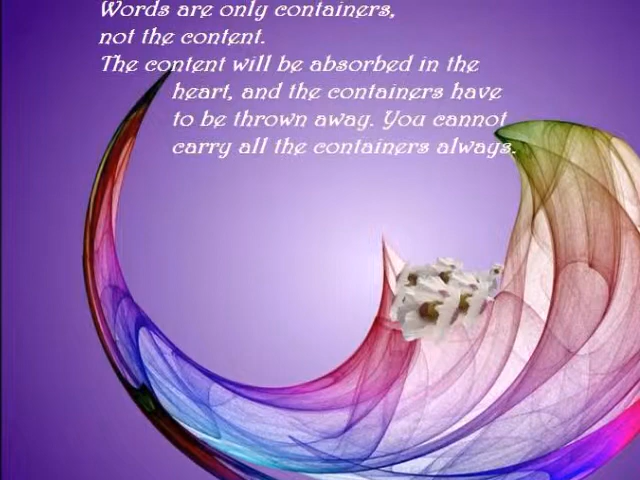 Words are only containers,
not the content.
The content will be absorbed in the
heart, and the containers have
to be thrown away. You cannot
carry all the containers always.